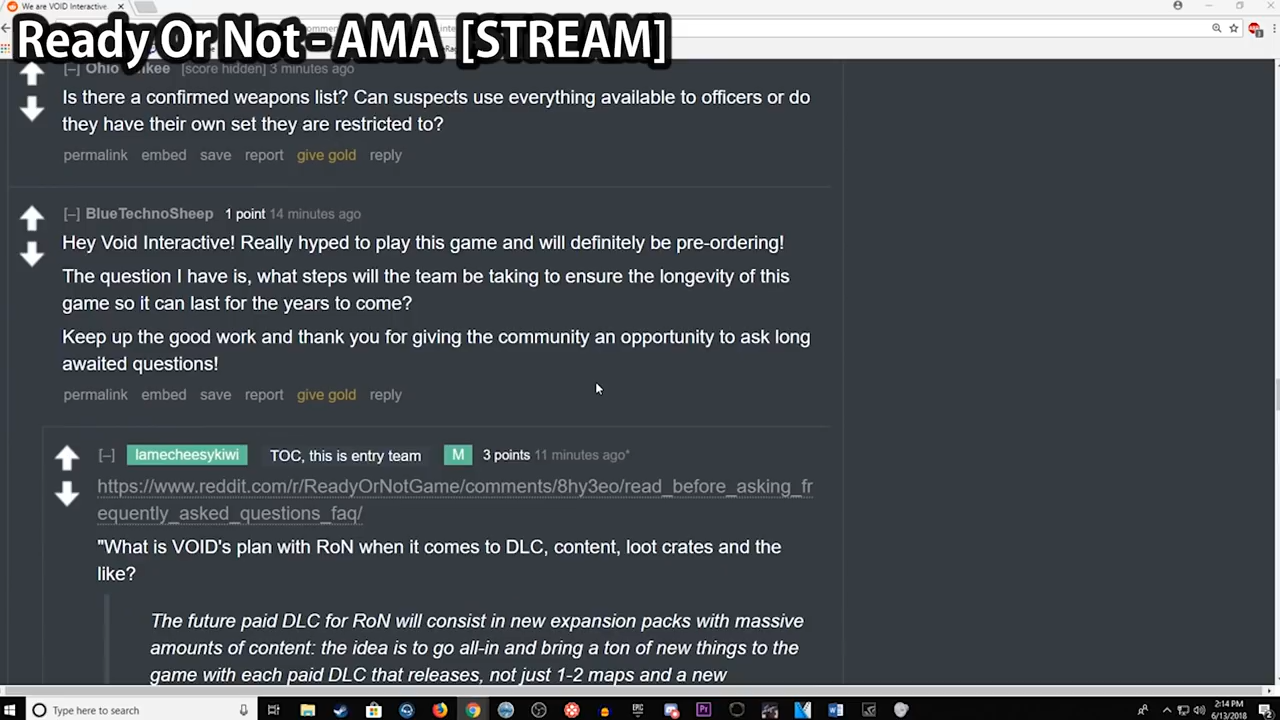 We are VOID Interactive.
Ready Or Not - AMA [STREAM]
[–] Ohio [score hidden] 3 minutes ago
Is there a confirmed weapons list? Can suspects use everything available to officers or do
they have their own set they are restricted to?
permalink embed save report give gold reply
[–] BlueTechnoSheep 1 point 14 minutes ago
Hey Void Interactive! Really hyped to play this game and will definitely be pre-ordering!
The question I have is, what steps will the team be taking to ensure the longevity of this
game so it can last for the years to come?
Keep up the good work and thank you for giving the community an opportunity to ask long
awaited questions!
permalink embed save report give gold reply
[–] lamecheesykiwi TOC, this is entry team M 3 points 11 minutes ago*
https://www.reddit.com/r/ReadyOrNotGame/comments/8hy3eo/read_before_asking_fr
equently_asked_questions_faq/
"What is VOID's plan with RoN when it comes to DLC, content, loot crates and the
like?
The future paid DLC for RoN will consist in new expansion packs with massive
amounts of content: the idea is to go all-in and bring a ton of new things to the
game with each paid DLC that releases, not just 1-2 maps and a new
Type here to search
2:14 PM
6/13/2018